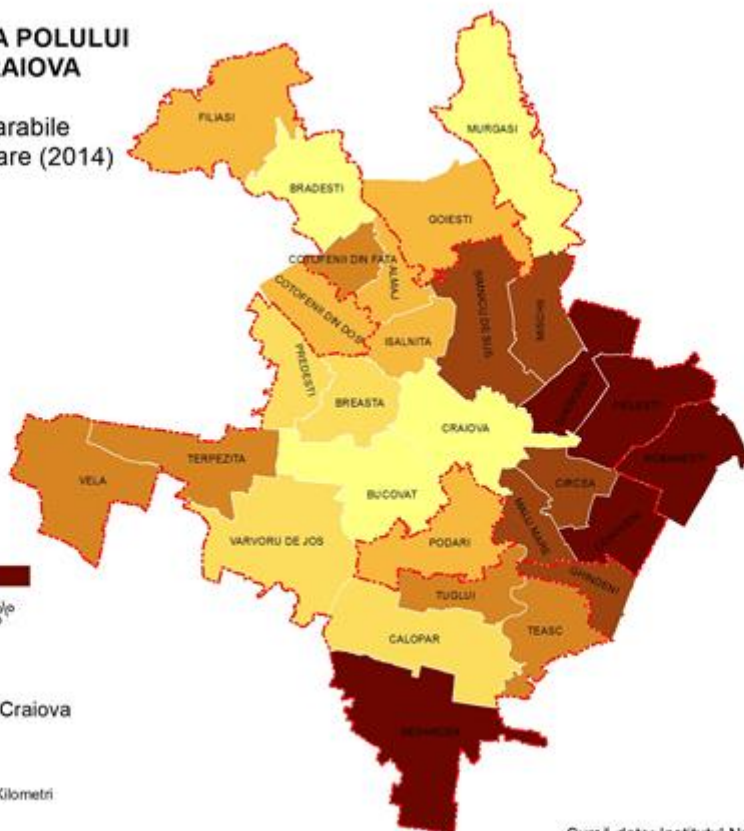 A POLULUI
RAIOVA
arabile
are (2014)
FILIASI
MURGASI
BRADESTI
GOIESTI
COTOFENII DIN FATA
ALMAJ
COTOFENII DIN DOS
SIMNICU DE SUS
MISCHII
ISALNITA
PREDESTI
BREASTA
CRAIOVA
PIELESTI
TERPEZITA
VELA
CIRCEA
BUCOVAT
MALU MARE
VARVORU DE JOS
PODARI
GHINDENI
TUGLUI
TEASC
CALOPAR
Craiova
Kilometri